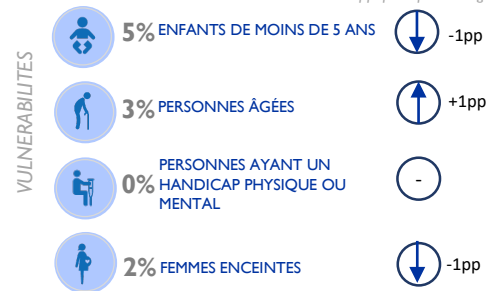 VULNERABILITES
5% ENFANTS DE MOINS DE 5 ANS -1pp
3% PERSONNES ÂGÉES +1pp
0% PERSONNES AYANT UN
HANDICAP PHYSIQUE OU
MENTAL -
2% FEMMES ENCEINTES -1pp